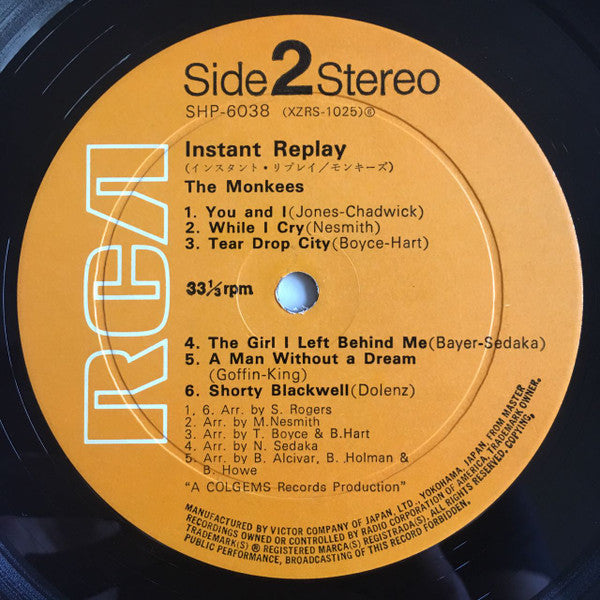 Side 2 Stereo
SHP-6038 (XZRS-1025)⑥
RCA
Instant Replay
(インスタント・リプレイ／モンキーズ)
The Monkees
1. You and I (Jones-Chadwick)
2. While I Cry (Nesmith)
3. Tear Drop City (Boyce-Hart)
33⅓rpm
4. The Girl I Left Behind Me (Bayer-Sedaka)
5. A Man Without a Dream
(Goffin-King)
6. Shorty Blackwell (Dolenz)
1, 6. Arr. by S. Rogers
2. Arr. by M.Nesmith
3. Arr. by T. Boyce & B.Hart
4. Arr. by N. Sedaka
5. Arr. by B. Alcivar, B. Holman &
B. Howe
"A COLGEMS Records Production"
MANUFACTURED BY VICTOR COMPANY OF JAPAN, LTD., YOKOHAMA, JAPAN, FROM MASTER
RECORDINGS OWNED OR CONTROLLED BY RADIO CORPORATION OF AMERICA, TRADEMARK OWNER.
TRADEMARK(S) ® REGISTERED MARCA(S) REGISTRADA(S). ALL RIGHTS RESERVED. COPYING,
PUBLIC PERFORMANCE, BROADCASTING OF THIS RECORD FORBIDDEN.